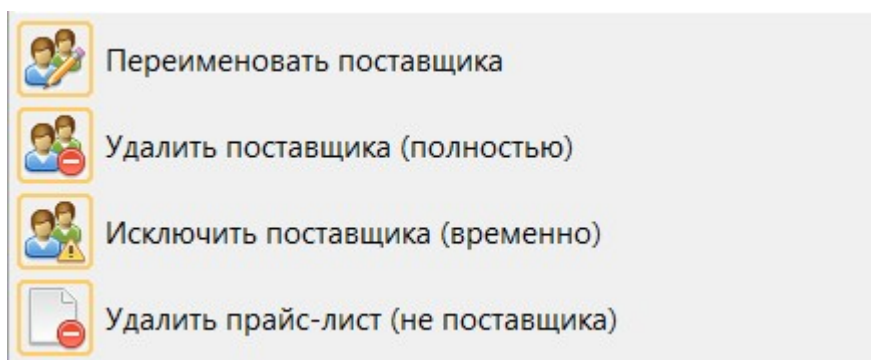 Переименовать поставщика
Удалить поставщика (полностью)
Исключить поставщика (временно)
Удалить прайс-лист (не поставщика)